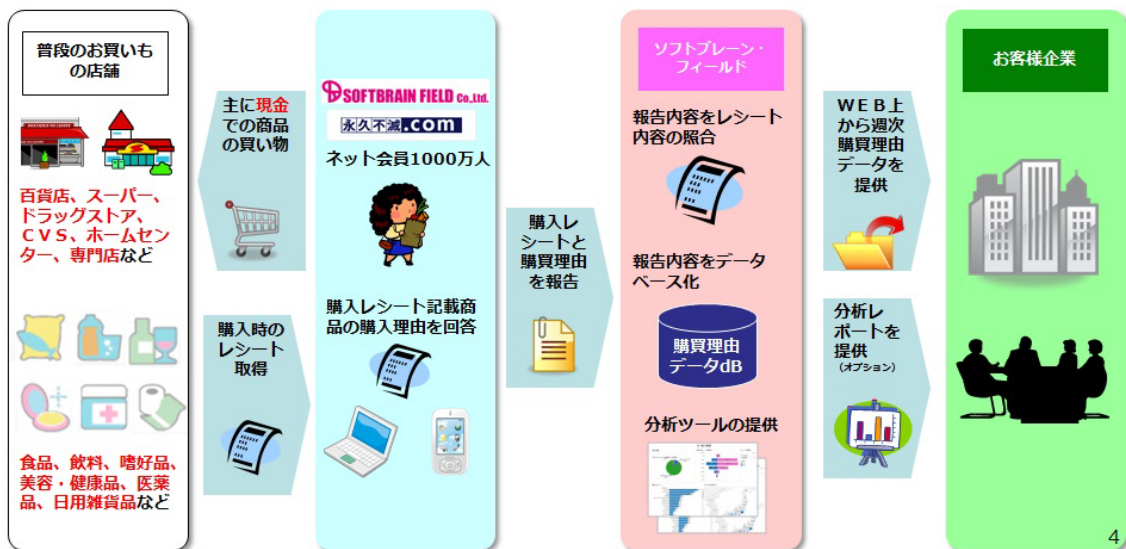 普段のお買いも
の店舗
百貨店、スーパー、
ドラッグストア、
CVS、ホームセン
ター、専門店など
食品、飲料、嗜好品、
美容・健康品、医薬
品、日用雑貨品など
主に現金
での商品
の買い物
購入時の
レシート
取得
SOFTBRAIN FIELD Co.,Ltd.
永久不滅.com
ネット会員1000万人
購入レシート記載商
品の購入理由を回答
購入レ
シートと
購買理由
を報告
ソフトブレーン・
フィールド
報告内容をレシート
内容の照合
報告内容をデータ
ベース化
購買理由
データdB
分析ツールの提供
WEB上
から週次
購買理由
データを
提供
分析レ
ポートを
提供
(オプション)
お客様企業
4